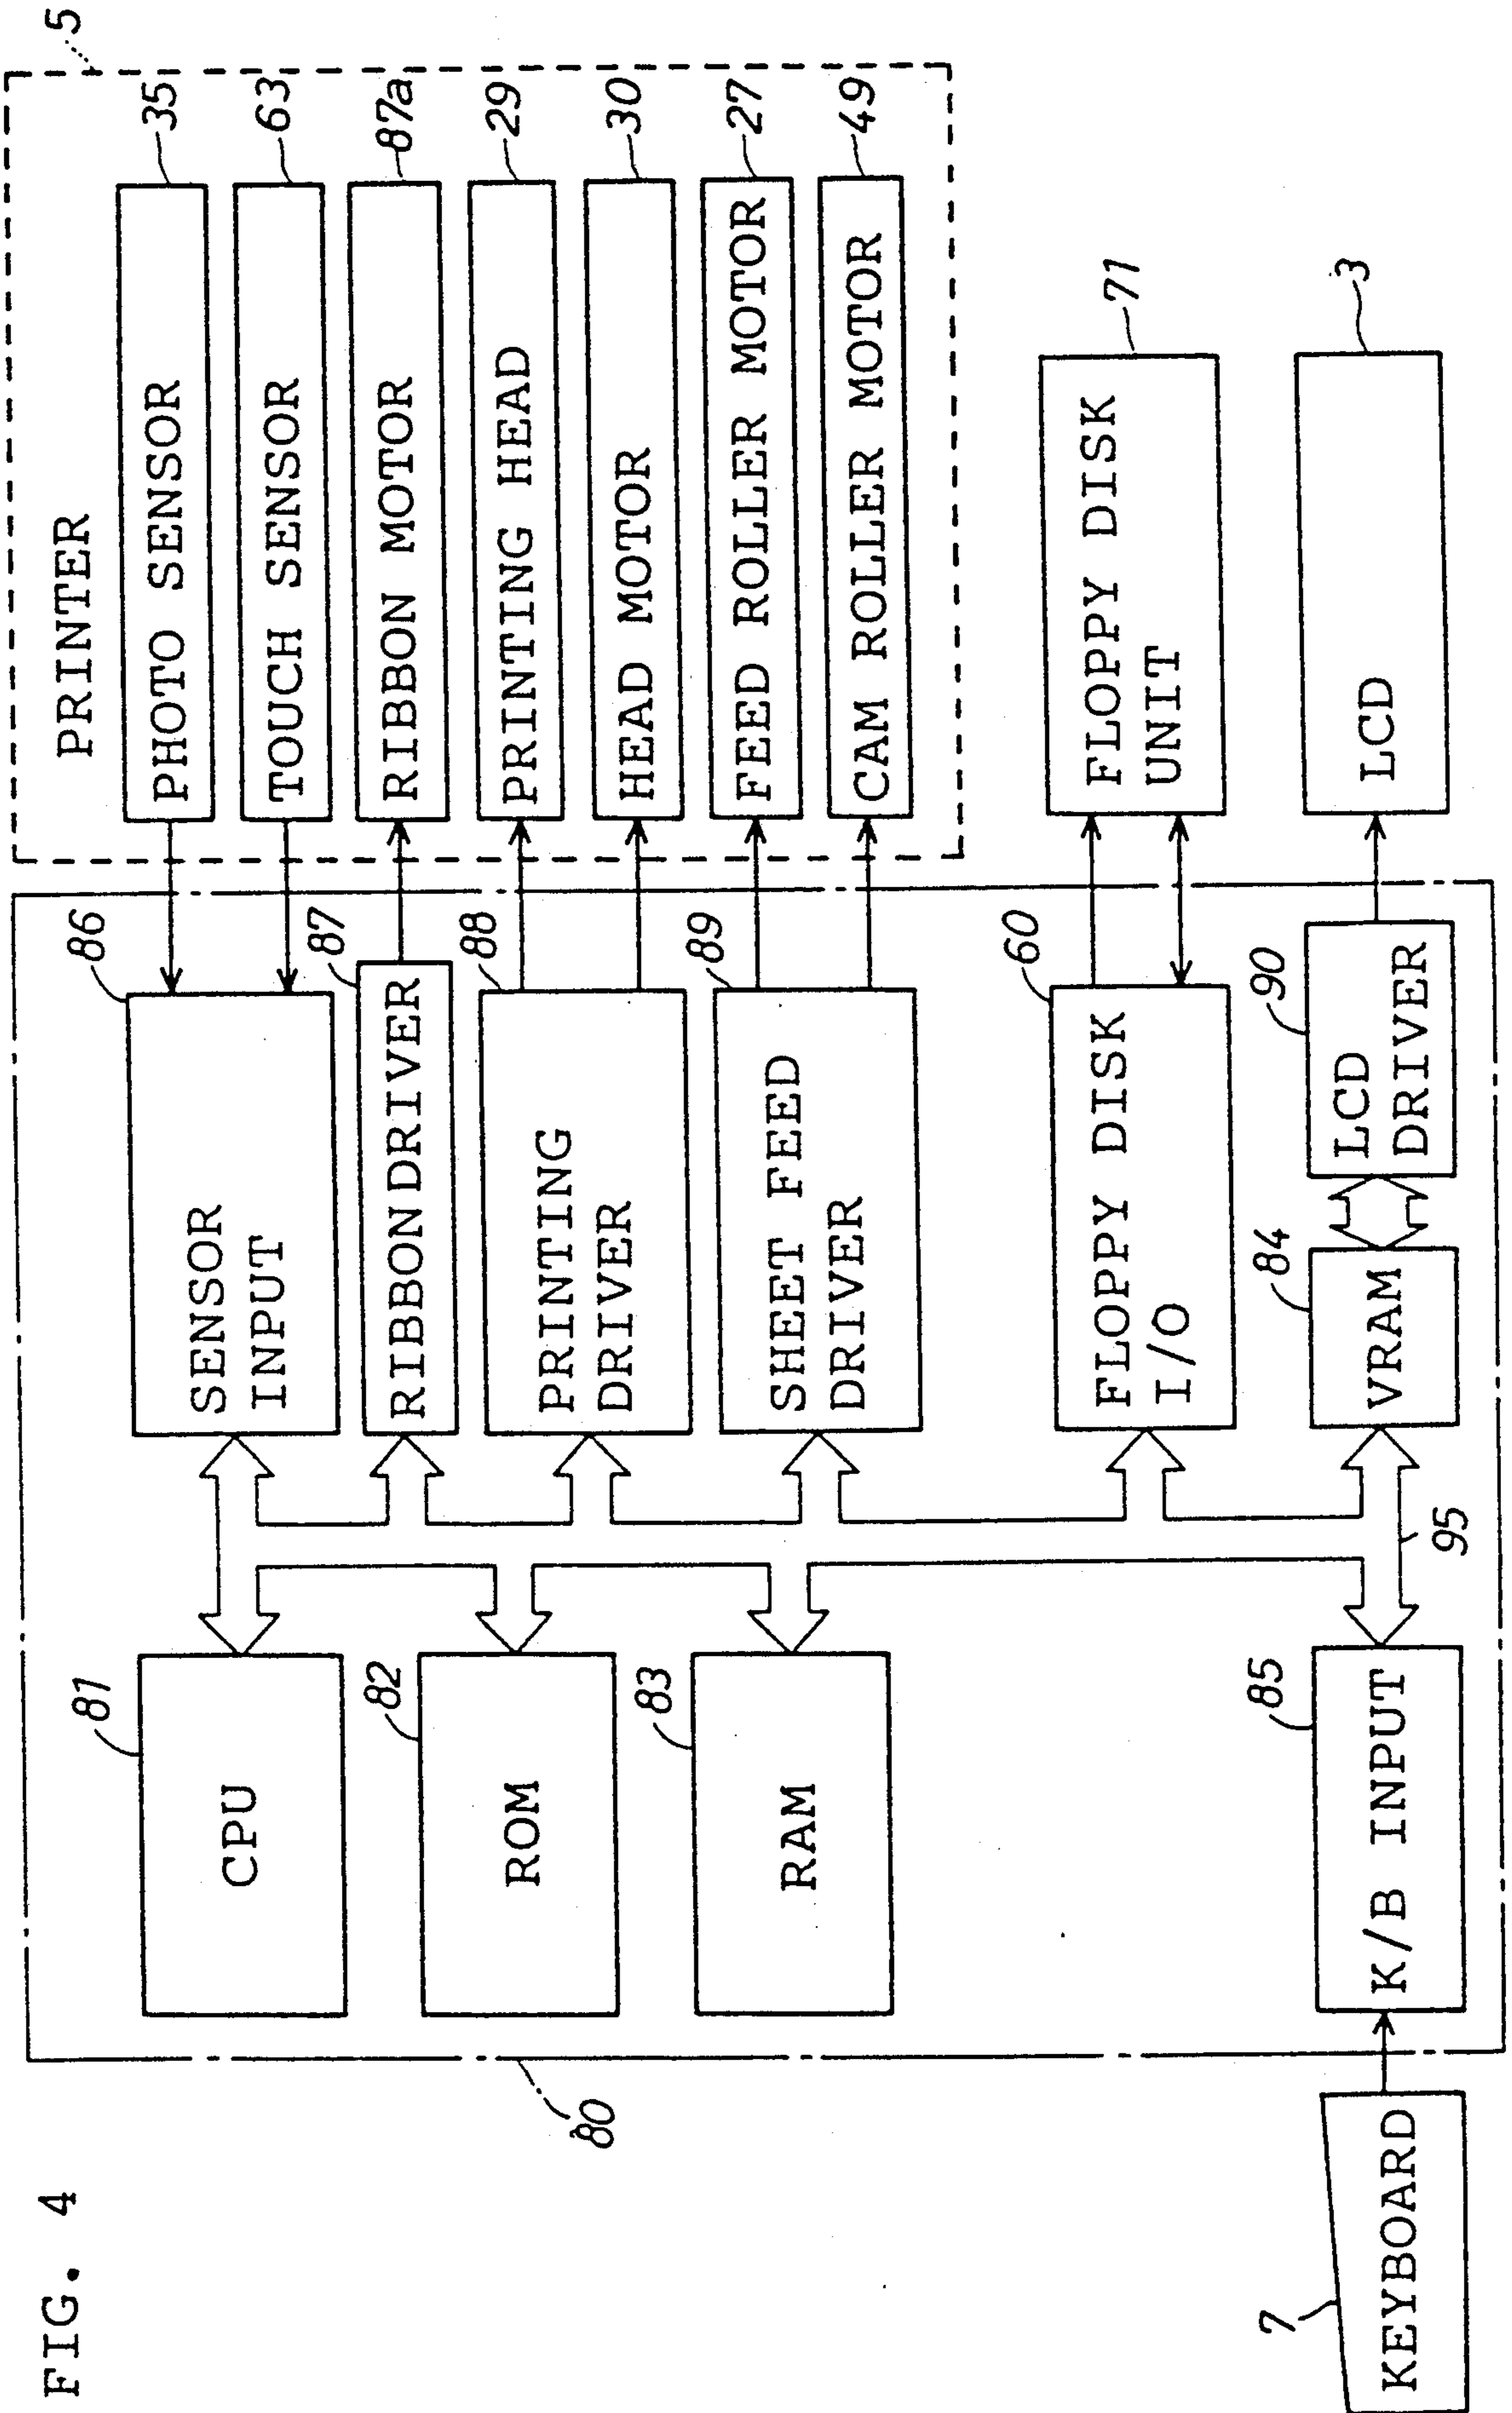 FIG. 4
5
PRINTER
81
CPU
86
SENSOR
INPUT
PHOTO SENSOR
35
TOUCH SENSOR
63
87
RIBBON DRIVER
RIBBON MOTOR
87a
82
ROM
88
PRINTING
DRIVER
PRINTING HEAD
29
HEAD MOTOR
30
83
RAM
89
SHEET FEED
DRIVER
FEED ROLLER MOTOR
27
CAM ROLLER MOTOR
49
80
60
FLOPPY DISK
I/O
FLOPPY DISK
UNIT
71
7
KEYBOARD
85
K/B INPUT
95
84
VRAM
90
LCD
DRIVER
LCD
3